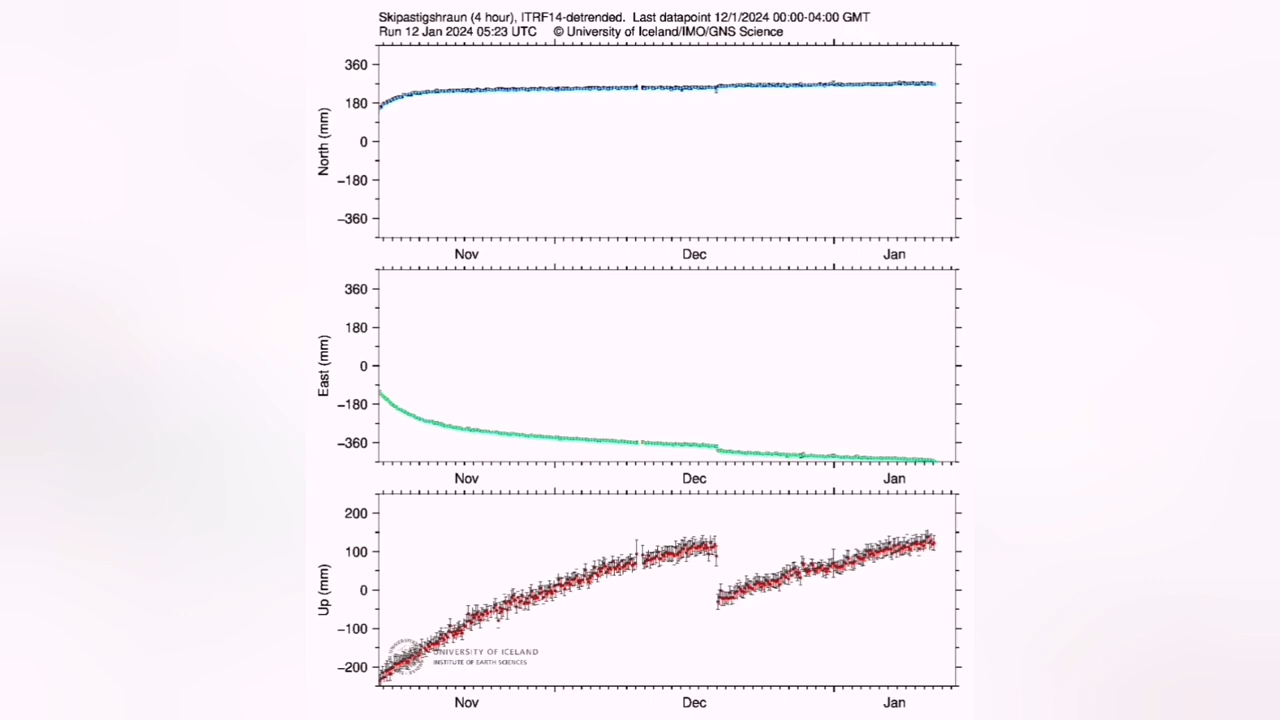 Skipastigshraun (4 hour), ITRF14-detrended. Last datapoint 12/1/2024 00:00-04:00 GMT
Run 12 Jan 2024 05:23 UTC © University of Iceland/IMO/GNS Science
360
180
0
−180
−360
North (mm)
Nov Dec Jan
360
180
0
−180
−360
East (mm)
Nov Dec Jan
200
100
0
−100
−200
Up (mm)
UNIVERSITY OF ICELAND
INSTITUTE OF EARTH SCIENCES
Nov Dec Jan